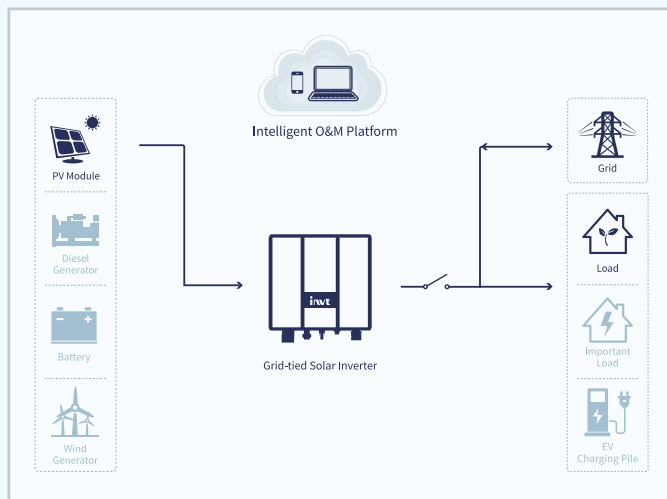 Intelligent O&M Platform
PV Module
Diesel
Generator
Battery
Wind
Generator
invt
Grid-tied Solar Inverter
Grid
Load
Important
Load
EV
Charging Pile